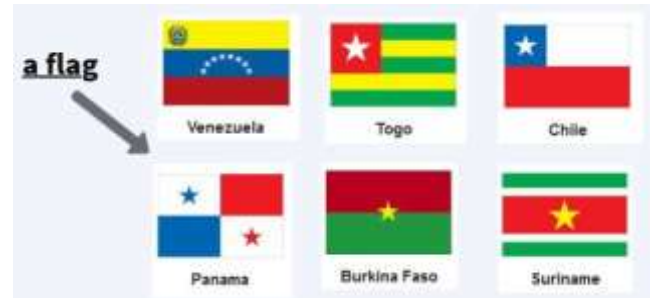 a flag
Venezuela
Togo
Chile
Panama
Burkina Faso
Suriname